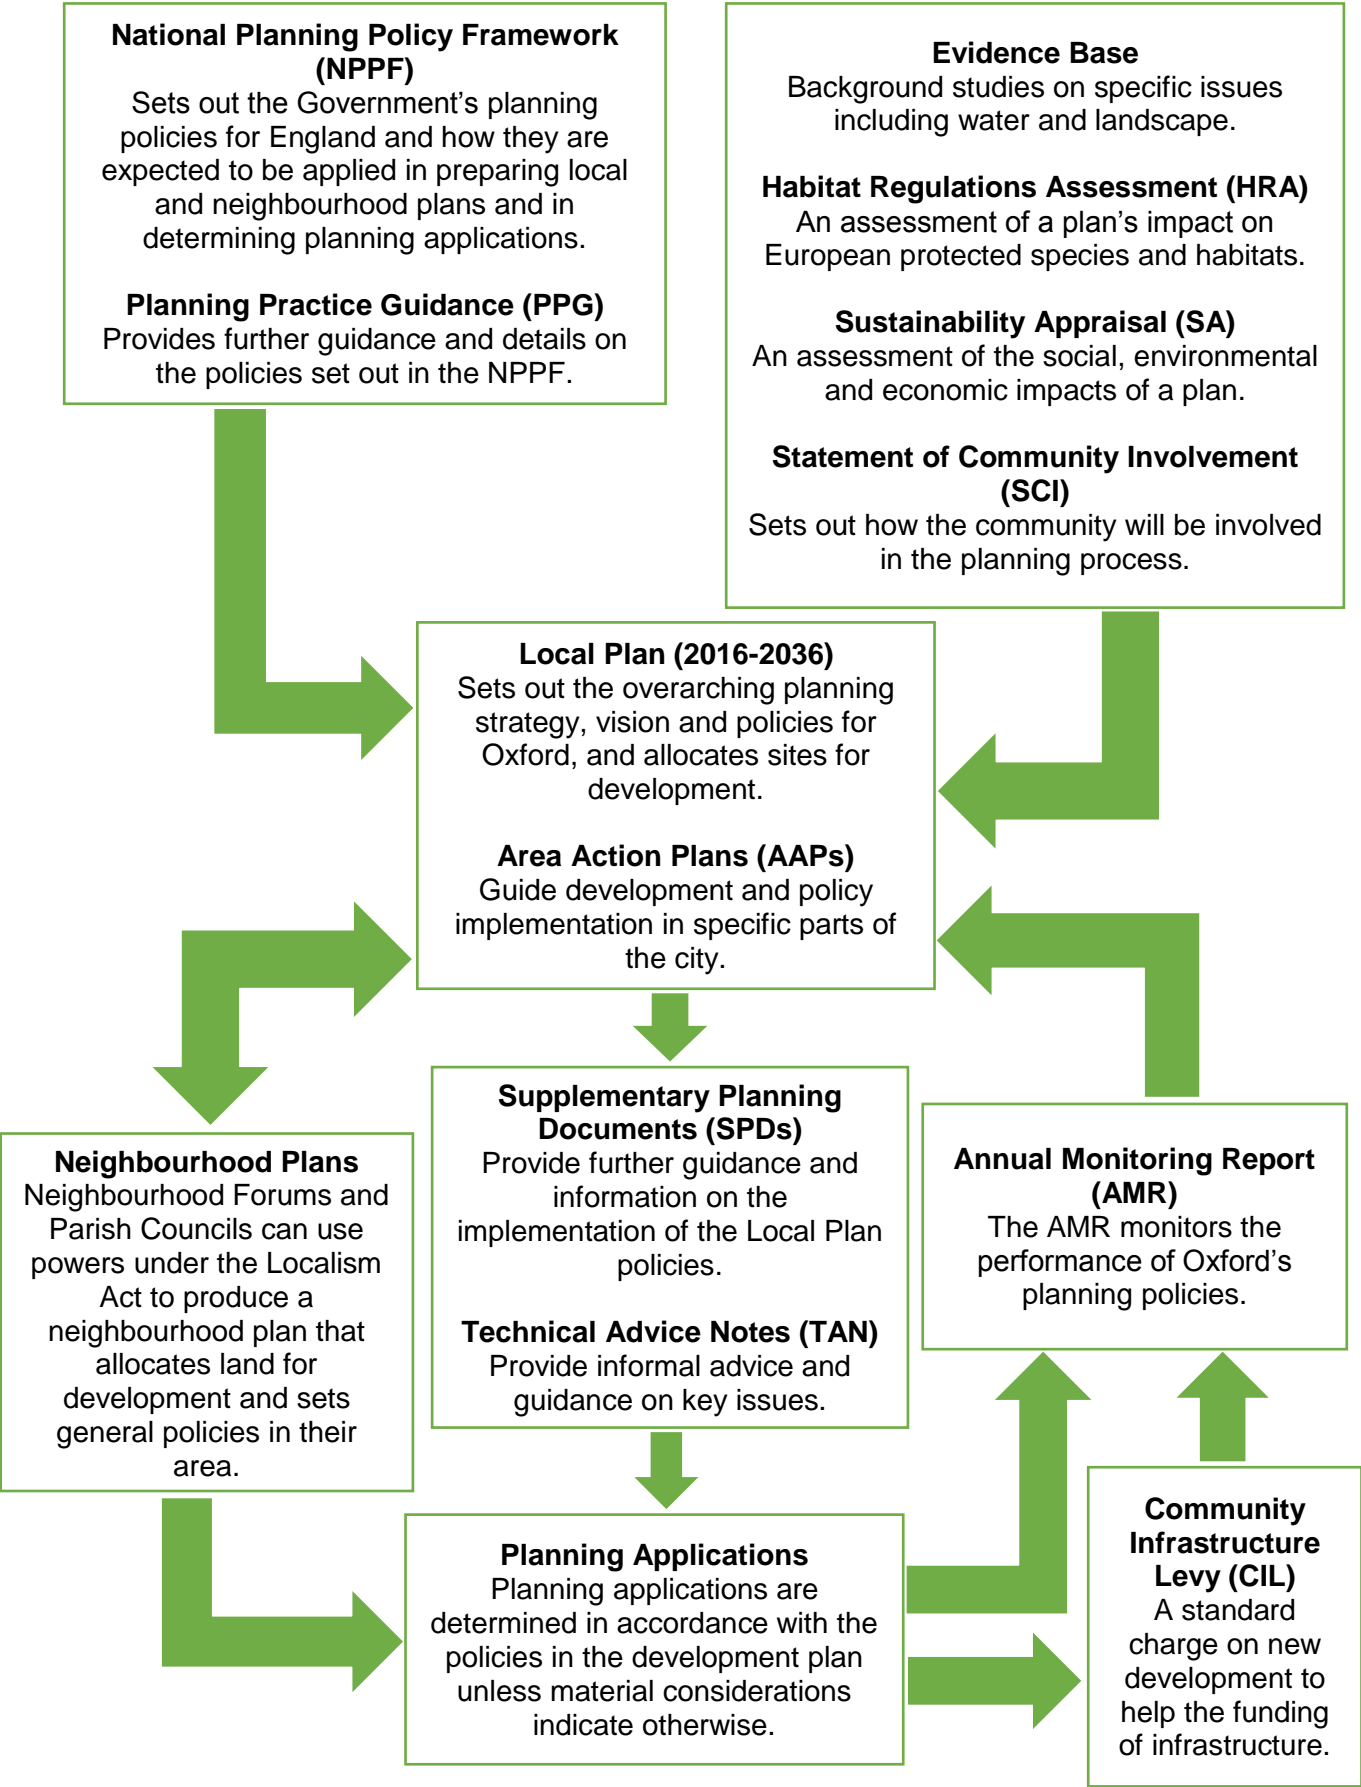 National Planning Policy Framework
(NPPF)
Sets out the Government’s planning
policies for England and how they are
expected to be applied in preparing local
and neighbourhood plans and in
determining planning applications.
Planning Practice Guidance (PPG)
Provides further guidance and details on
the policies set out in the NPPF.
Evidence Base
Background studies on specific issues
including water and landscape.
Habitat Regulations Assessment (HRA)
An assessment of a plan’s impact on
European protected species and habitats.
Sustainability Appraisal (SA)
An assessment of the social, environmental
and economic impacts of a plan.
Statement of Community Involvement
(SCI)
Sets out how the community will be involved
in the planning process.
Local Plan (2016-2036)
Sets out the overarching planning
strategy, vision and policies for
Oxford, and allocates sites for
development.
Area Action Plans (AAPs)
Guide development and policy
implementation in specific parts of
the city.
Neighbourhood Plans
Neighbourhood Forums and
Parish Councils can use
powers under the Localism
Act to produce a
neighbourhood plan that
allocates land for
development and sets
general policies in their
area.
Supplementary Planning
Documents (SPDs)
Provide further guidance and
information on the
implementation of the Local Plan
policies.
Technical Advice Notes (TAN)
Provide informal advice and
guidance on key issues.
Annual Monitoring Report
(AMR)
The AMR monitors the
performance of Oxford’s
planning policies.
Planning Applications
Planning applications are
determined in accordance with the
policies in the development plan
unless material considerations
indicate otherwise.
Community
Infrastructure
Levy (CIL)
A standard
charge on new
development to
help the funding
of infrastructure.